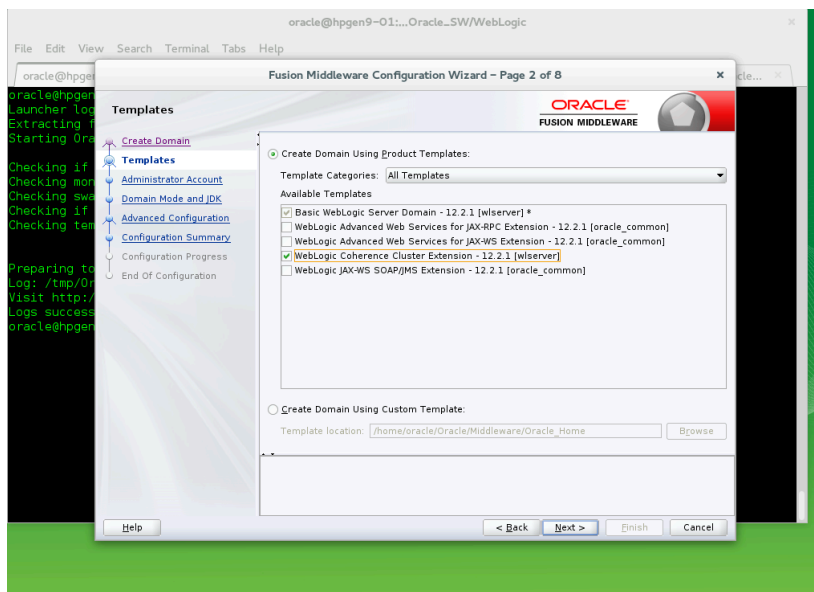 oracle@hpgen9-01:...Oracle_SW/WebLogic
File Edit View Search Terminal Tabs Help
oracle@hpge
cle...
Fusion Middleware Configuration Wizard - Page 2 of 8
oracle@hpgen
Launcher log
Extracting f
Starting Ora
Checking if
Checking mon
Checking swa
Checking if
Checking tem
Preparing to
Log: /tmp/Or
Visit http:/
Logs success
oracle@hpgen
Templates
ORACLE
FUSION MIDDLEWARE
Create Domain
Templates
Administrator Account
Domain Mode and JDK
Advanced Configuration
Configuration Summary
Configuration Progress
End Of Configuration
Create Domain Using Product Templates:
Template Categories: All Templates
Available Templates
Basic WebLogic Server Domain - 12.2.1 [wlserver] *
WebLogic Advanced Web Services for JAX-RPC Extension - 12.2.1 [oracle_common]
WebLogic Advanced Web Services for JAX-WS Extension - 12.2.1 [oracle_common]
WebLogic Coherence Cluster Extension - 12.2.1 [wlserver]
WebLogic JAX-WS SOAP/JMS Extension - 12.2.1 [oracle_common]
Create Domain Using Custom Template:
Template location: /home/oracle/Oracle/Middleware/Oracle_Home Browse
Help < Back Next > Finish Cancel